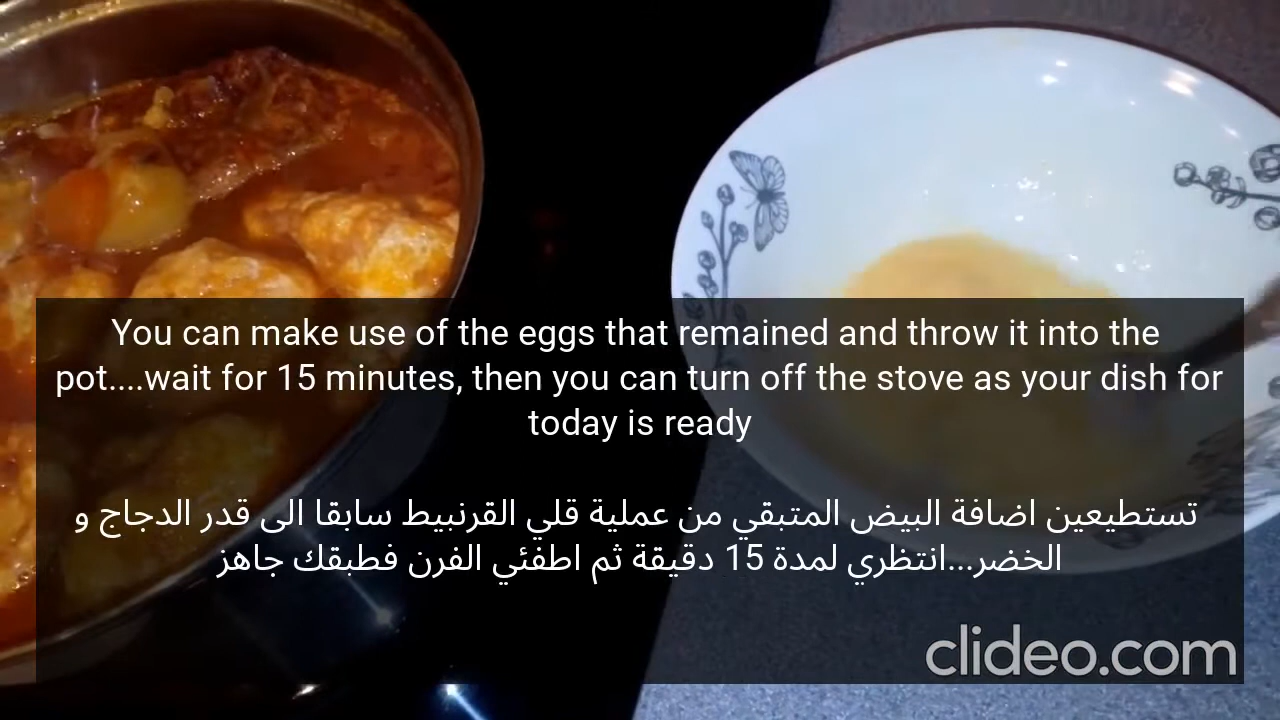 You can make use of the eggs that remained and throw it into the
pot....wait for 15 minutes, then you can turn off the stove as your dish for
today is ready
تستطيعين اضافة البيض المتبقي من عملية قلي القرنبيط سابقا الى قدر الدجاج و
الخضر...انتظري لمدة 15 دقيقة ثم اطفئي الفرن فطبقك جاهز
clideo.com